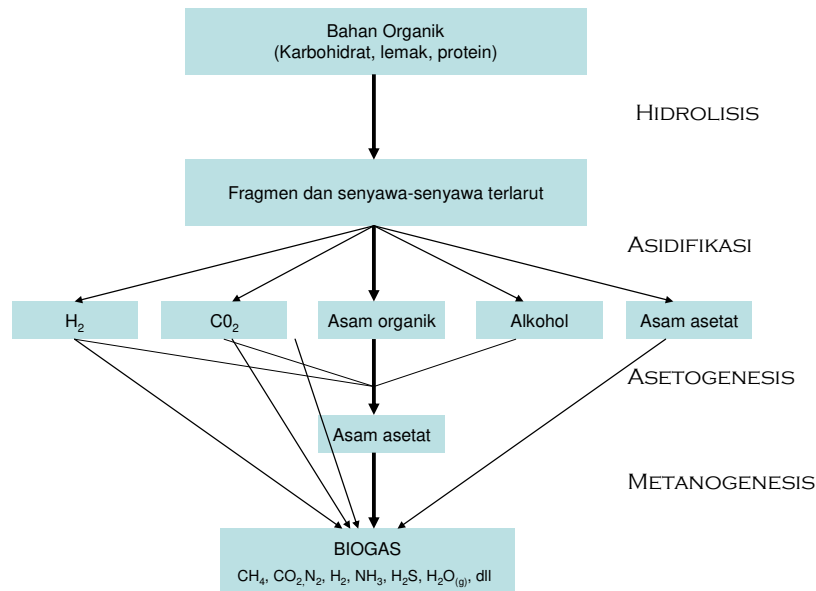 Bahan Organik
(Karbohidrat, lemak, protein)
HIDROLISIS
Fragmen dan senyawa-senyawa terlarut
ASIDIFIKASI
H₂
C0₂
Asam organik
Alkohol
Asam asetat
ASETOGENESIS
Asam asetat
METANOGENESIS
BIOGAS
CH₄, CO₂,N₂, H₂, NH₃, H₂S, H₂O₍g₎, dll